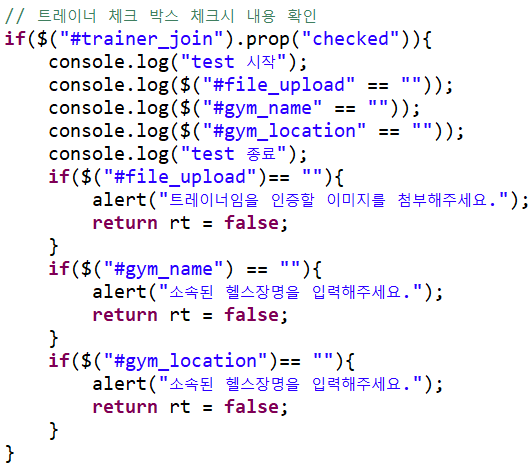 // 트레이너 체크 박스 체크시 내용 확인
if($("#trainer_join").prop("checked")){
    console.log("test 시작");
    console.log($("#file_upload" == ""));
    console.log($("#gym_name" == ""));
    console.log($("#gym_location" == ""));
    console.log("test 종료");
    if($("#file_upload")== ""){
        alert("트레이너임을 인증할 이미지를 첨부해주세요.");
        return rt = false;
    }
    if($("#gym_name") == ""){
        alert("소속된 헬스장명을 입력해주세요.");
        return rt = false;
    }
    if($("#gym_location")== ""){
        alert("소속된 헬스장명을 입력해주세요.");
        return rt = false;
    }
}